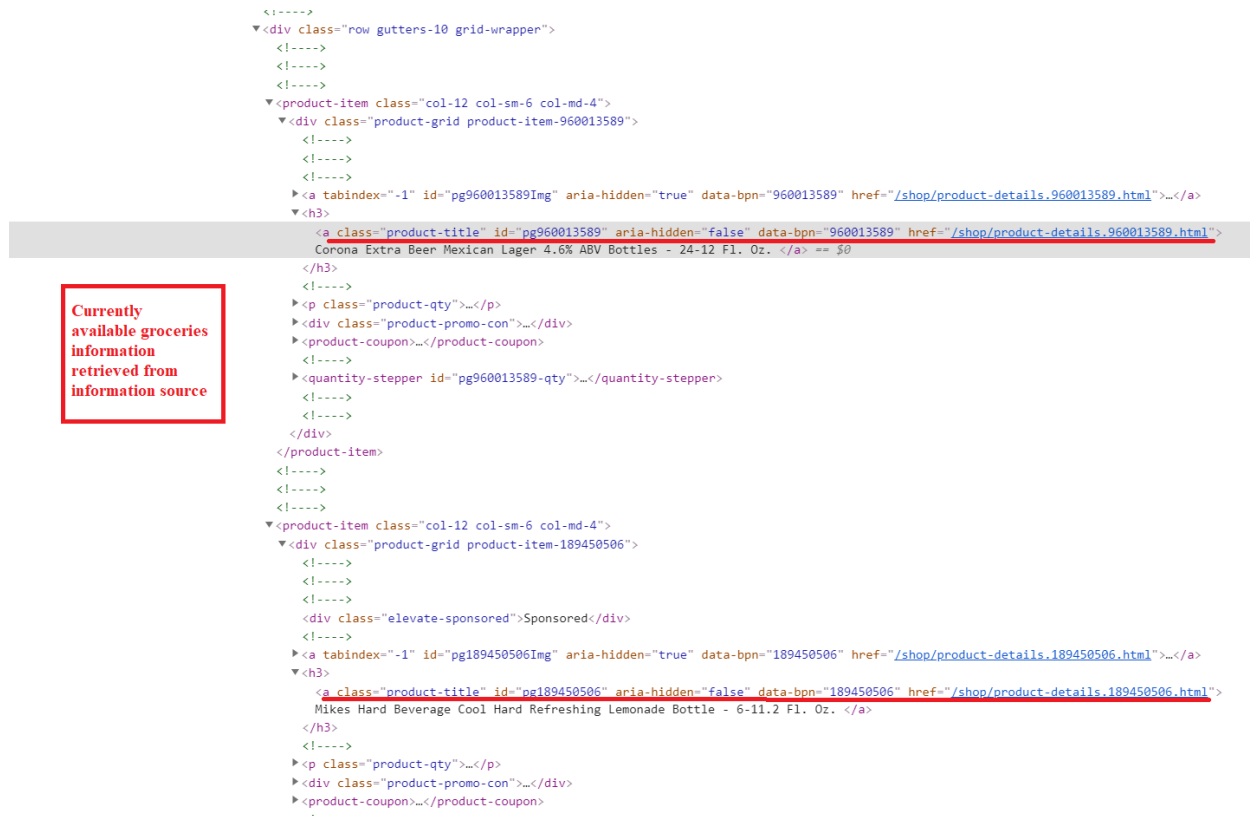 <!---->
▼<div class="row gutters-10 grid-wrapper">
<!---->
<!---->
<!---->
▼<product-item class="col-12 col-sm-6 col-md-4">
▼<div class="product-grid product-item-960013589">
<!---->
<!---->
<!---->
▶<a tabindex="-1" id="pg960013589Img" aria-hidden="true" data-bpn="960013589" href="/shop/product-details.960013589.html">…</a>
▼<h3>
<a class="product-title" id="pg960013589" aria-hidden="false" data-bpn="960013589" href="/shop/product-details.960013589.html">
Corona Extra Beer Mexican Lager 4.6% ABV Bottles - 24-12 Fl. Oz. </a> == $0
</h3>
<!---->
▶<p class="product-qty">…</p>
▶<div class="product-promo-con">…</div>
▶<product-coupon>…</product-coupon>
<!---->
▶<quantity-stepper id="pg960013589-qty">…</quantity-stepper>
<!---->
<!---->
</div>
</product-item>
<!---->
<!---->
<!---->
▼<product-item class="col-12 col-sm-6 col-md-4">
▼<div class="product-grid product-item-189450506">
<!---->
<!---->
<!---->
<div class="elevate-sponsored">Sponsored</div>
<!---->
▶<a tabindex="-1" id="pg189450506Img" aria-hidden="true" data-bpn="189450506" href="/shop/product-details.189450506.html">…</a>
▼<h3>
<a class="product-title" id="pg189450506" aria-hidden="false" data-bpn="189450506" href="/shop/product-details.189450506.html">
Mikes Hard Beverage Cool Hard Refreshing Lemonade Bottle - 6-11.2 Fl. Oz. </a>
</h3>
<!---->
▶<p class="product-qty">…</p>
▶<div class="product-promo-con">…</div>
▶<product-coupon>…</product-coupon>
Currently
available groceries
information
retrieved from
information source